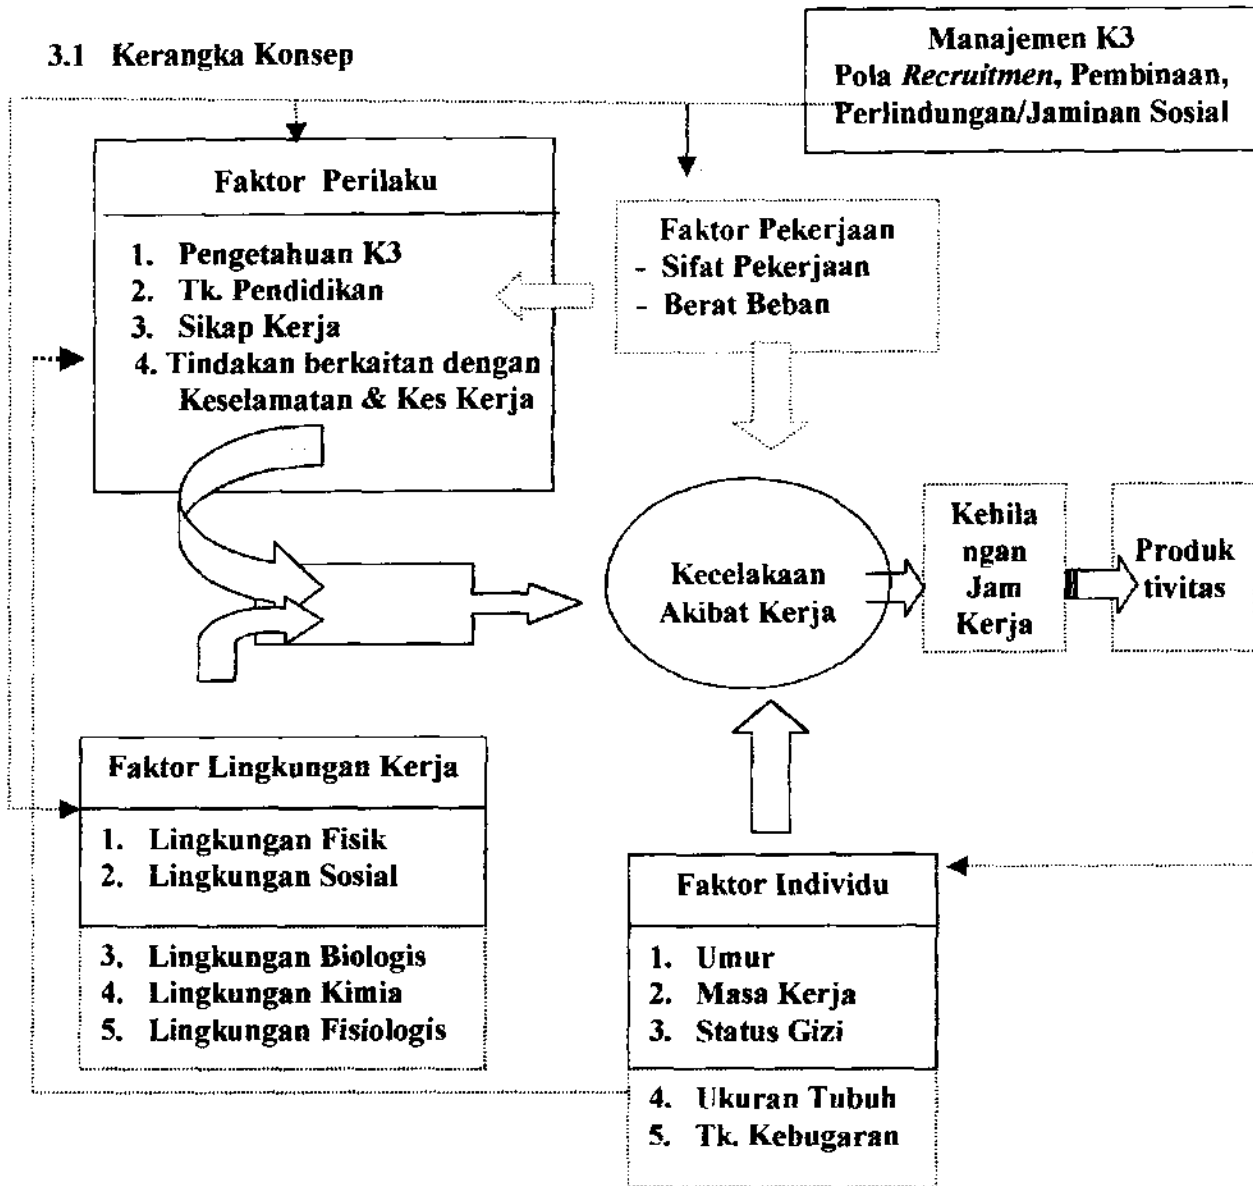 3.1 Kerangka Konsep
Manajemen K3
Pola Recruitmen, Pembinaan,
Perlindungan/Jaminan Sosial
Faktor Perilaku
1. Pengetahuan K3
2. Tk. Pendidikan
3. Sikap Kerja
4. Tindakan berkaitan dengan
Keselamatan & Kes Kerja
Faktor Pekerjaan
- Sifat Pekerjaan
- Berat Beban
Kecelakaan
Akibat Kerja
Kehila
ngan
Jam
Kerja
Produk
tivitas
Faktor Lingkungan Kerja
1. Lingkungan Fisik
2. Lingkungan Sosial
3. Lingkungan Biologis
4. Lingkungan Kimia
5. Lingkungan Fisiologis
Faktor Individu
1. Umur
2. Masa Kerja
3. Status Gizi
4. Ukuran Tubuh
5. Tk. Kebugaran